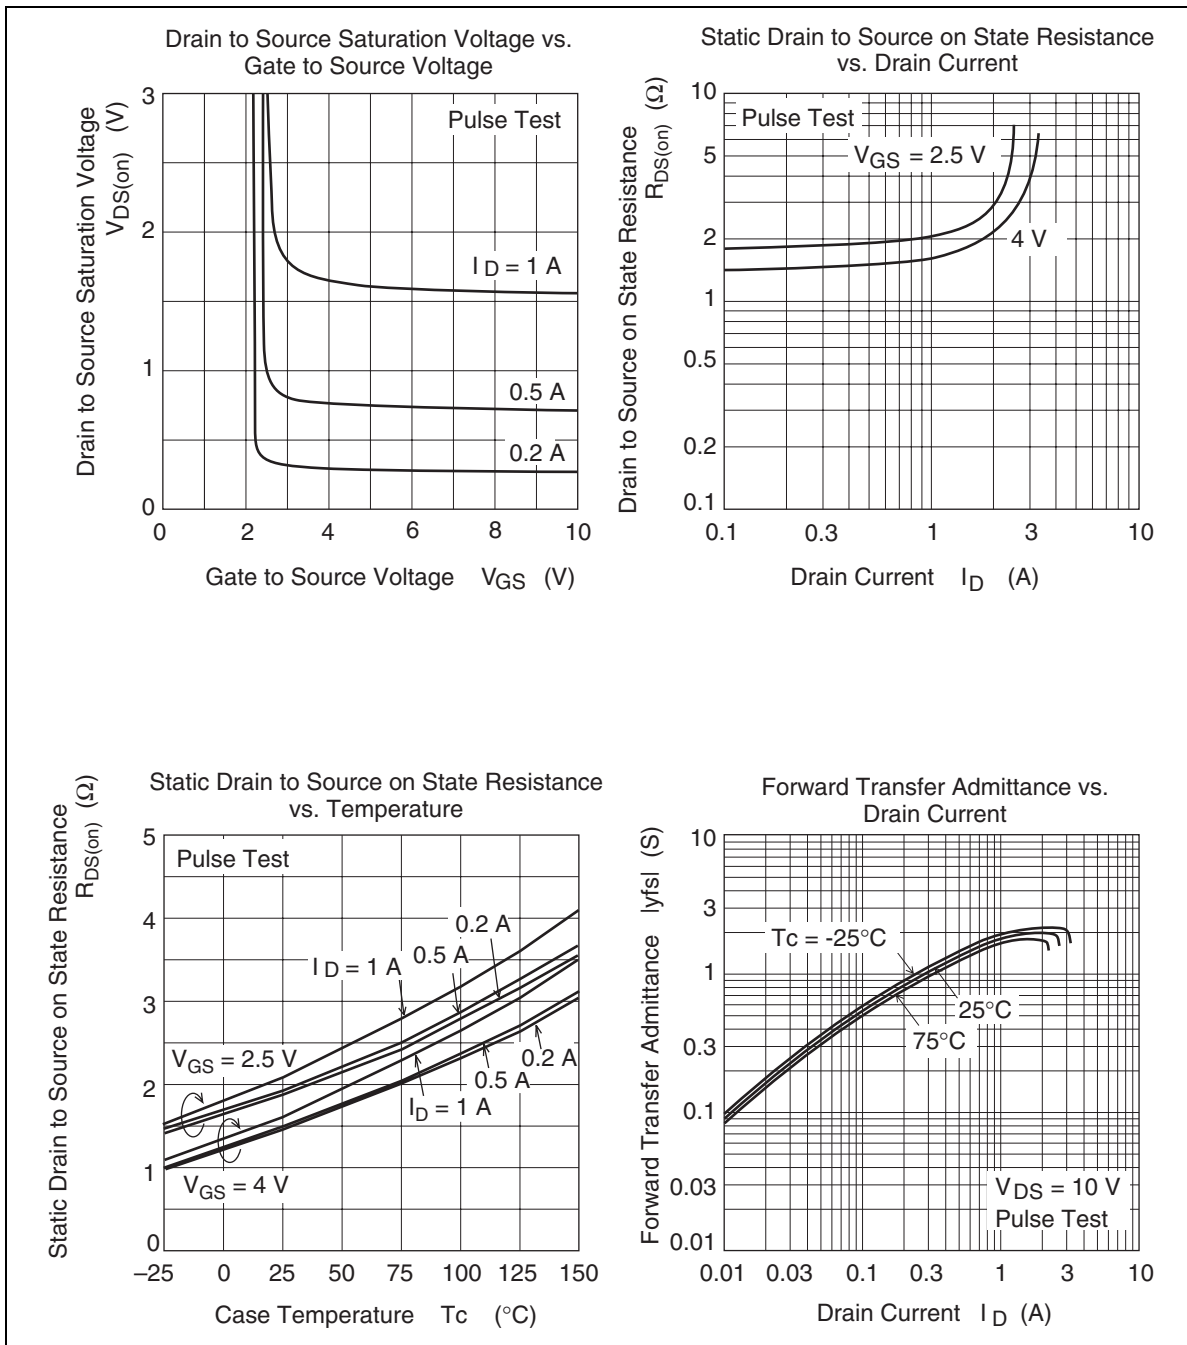 Drain to Source Saturation Voltage vs.
Gate to Source Voltage
Drain to Source Saturation Voltage
VDS(on) (V)
3
2
1
0
Pulse Test
ID = 1 A
0.5 A
0.2 A
0 2 4 6 8 10
Gate to Source Voltage VGS (V)
Static Drain to Source on State Resistance
vs. Drain Current
Drain to Source on State Resistance
RDS(on) (Ω)
10
5
2
1
0.5
0.2
0.1
Pulse Test
VGS = 2.5 V
4 V
0.1 0.3 1 3 10
Drain Current ID (A)
Static Drain to Source on State Resistance
vs. Temperature
Static Drain to Source on State Resistance
RDS(on) (Ω)
5
4
3
2
1
0
Pulse Test
0.2 A
0.5 A
ID = 1 A
VGS = 2.5 V
0.2 A
0.5 A
ID = 1 A
VGS = 4 V
–25 0 25 50 75 100 125 150
Case Temperature Tc (°C)
Forward Transfer Admittance vs.
Drain Current
Forward Transfer Admittance |yfs| (S)
10
3
1
0.3
0.1
0.03
0.01
Tc = -25°C
25°C
75°C
VDS = 10 V
Pulse Test
0.01 0.03 0.1 0.3 1 3 10
Drain Current ID (A)